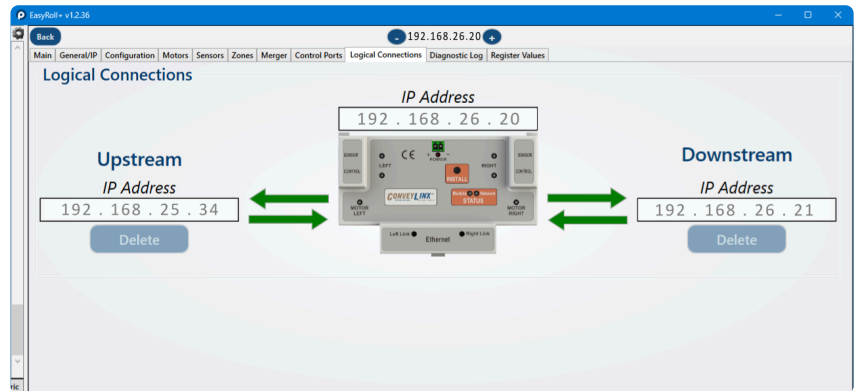 EasyRoll+ v1.2.36
Back
- 192.168.26.20 +
Main General/IP Configuration Motors Sensors Zones Merger Control Ports Logical Connections Diagnostic Log Register Values
Logical Connections
IP Address
192 . 168 . 26 . 20
Upstream
IP Address
192 . 168 . 25 . 34
Delete
SENSOR
CONTROL
LEFT
CE
POWER
INSTALL
RIGHT
SENSOR
CONTROL
CONVEYLINX
Module Network
STATUS
MOTOR
LEFT
MOTOR
RIGHT
Left Link Ethernet Right Link
Downstream
IP Address
192 . 168 . 26 . 21
Delete